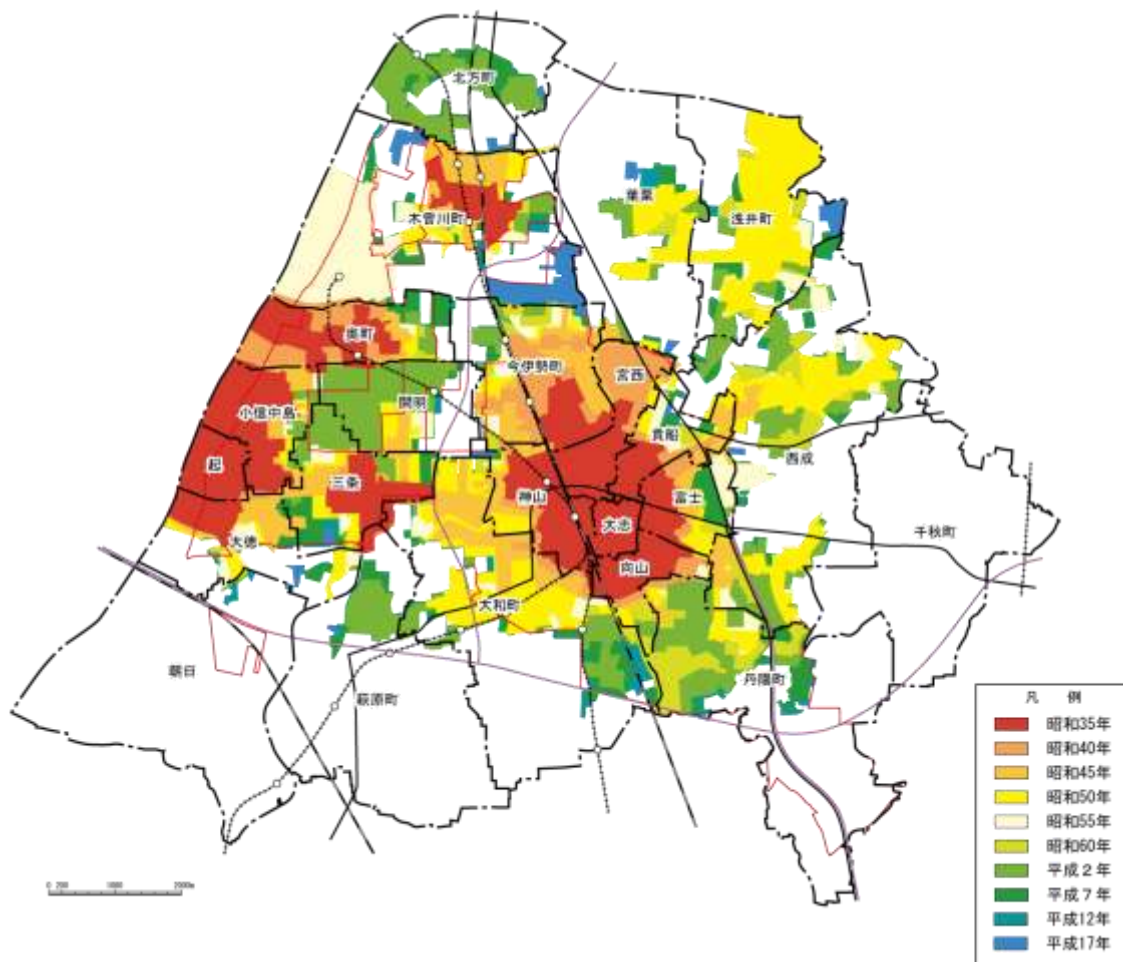 北方町
葉栗
浅井町
木曾川町
奥町
今伊勢町
宮西
小信中島
開明
貴船
西成
起
三条
神山
富士
大志
千秋町
大徳
向山
大和町
朝日
萩原町
丹陽町
凡 例
昭和35年
昭和40年
昭和45年
昭和50年
昭和55年
昭和60年
平成2年
平成7年
平成12年
平成17年
0 200 1000 2000m